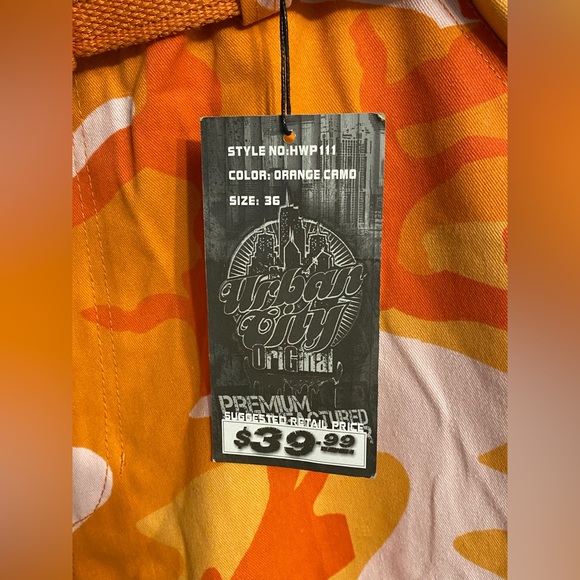 STYLE NO:HWP111
COLOR: ORANGE CAMO
SIZE: 36
Urban
City
OriGinal
PREMIUM
SUGGESTED RETAIL PRICE
$39.99